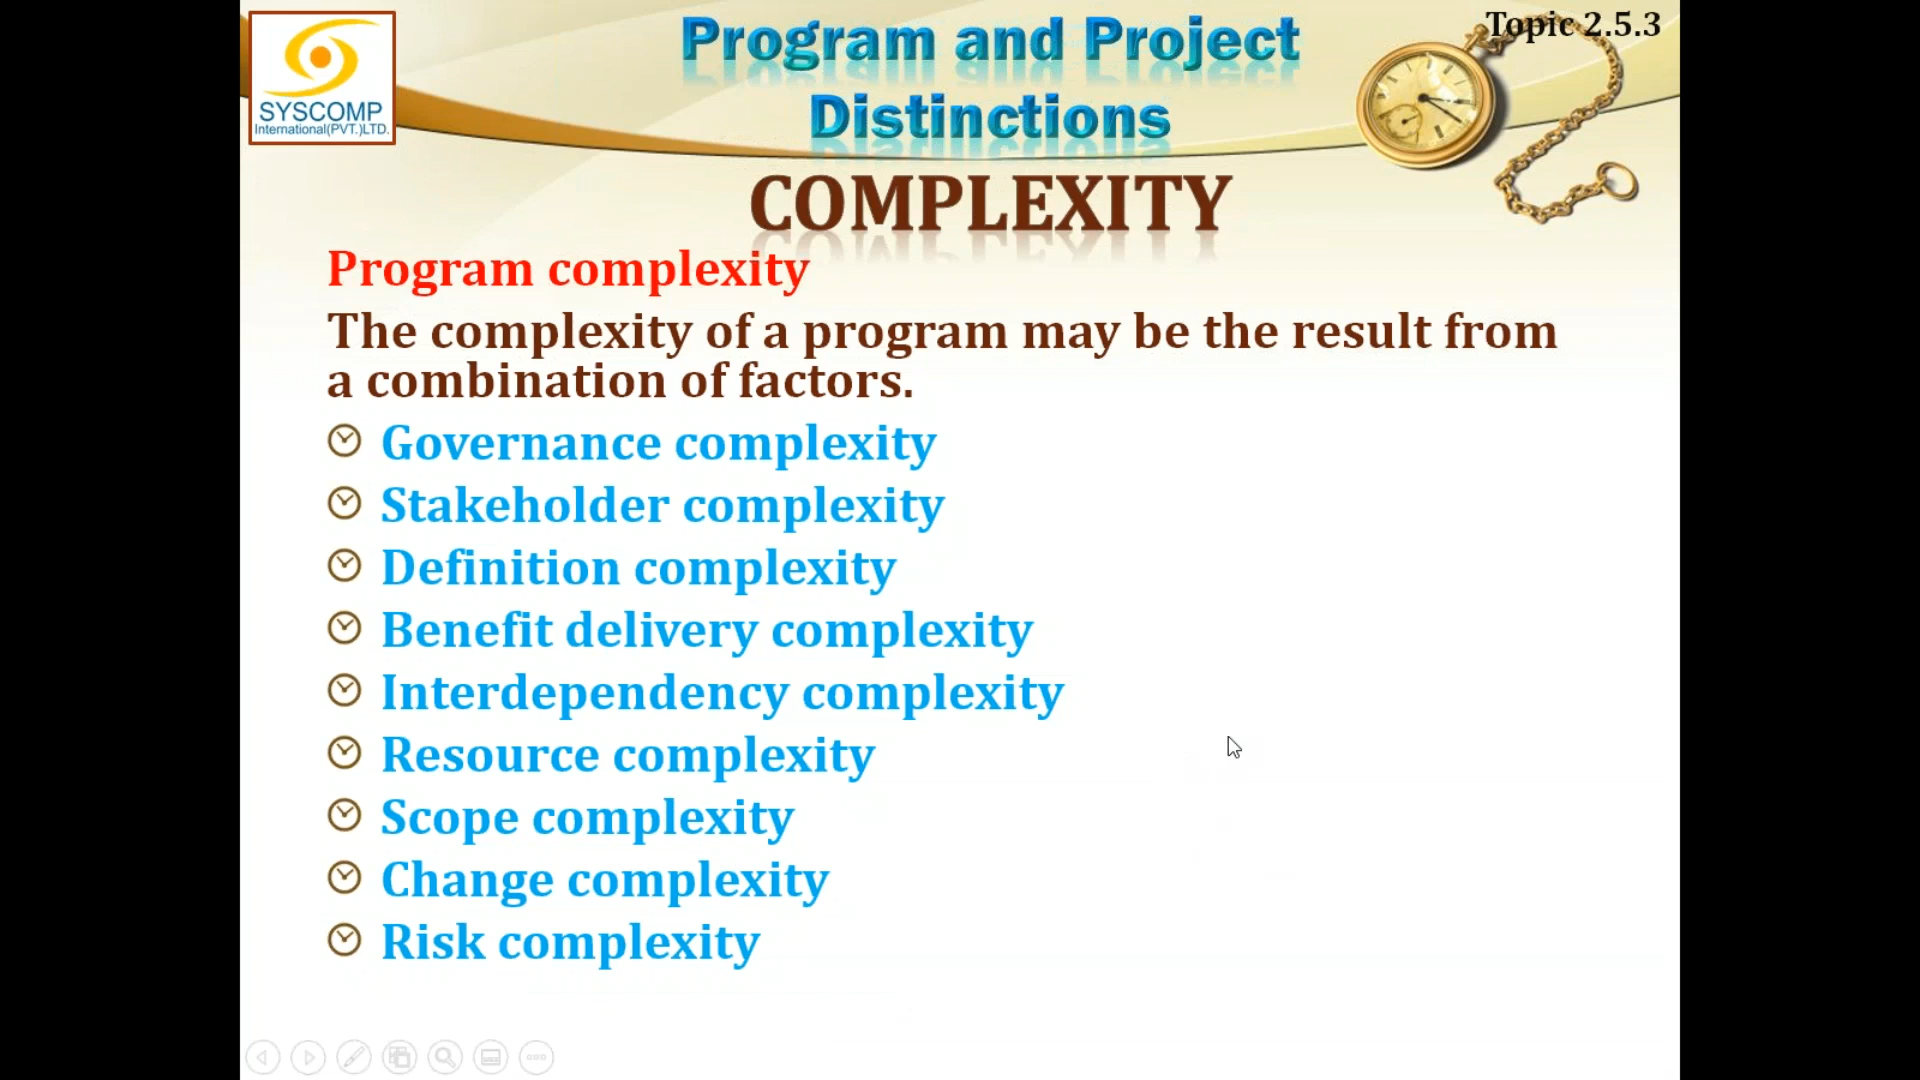 SYSCOMP
International(PVT.)LTD.
Program and Project
Distinctions
Topic 2.5.3
COMPLEXITY
Program complexity
The complexity of a program may be the result from
a combination of factors.
Governance complexity
Stakeholder complexity
Definition complexity
Benefit delivery complexity
Interdependency complexity
Resource complexity
Scope complexity
Change complexity
Risk complexity